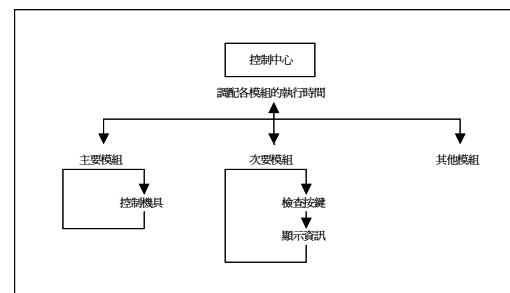 控制中心
調配各模組的執行時間
主要模組
次要模組
其他模組
控制機具
檢查按鍵
顯示資訊